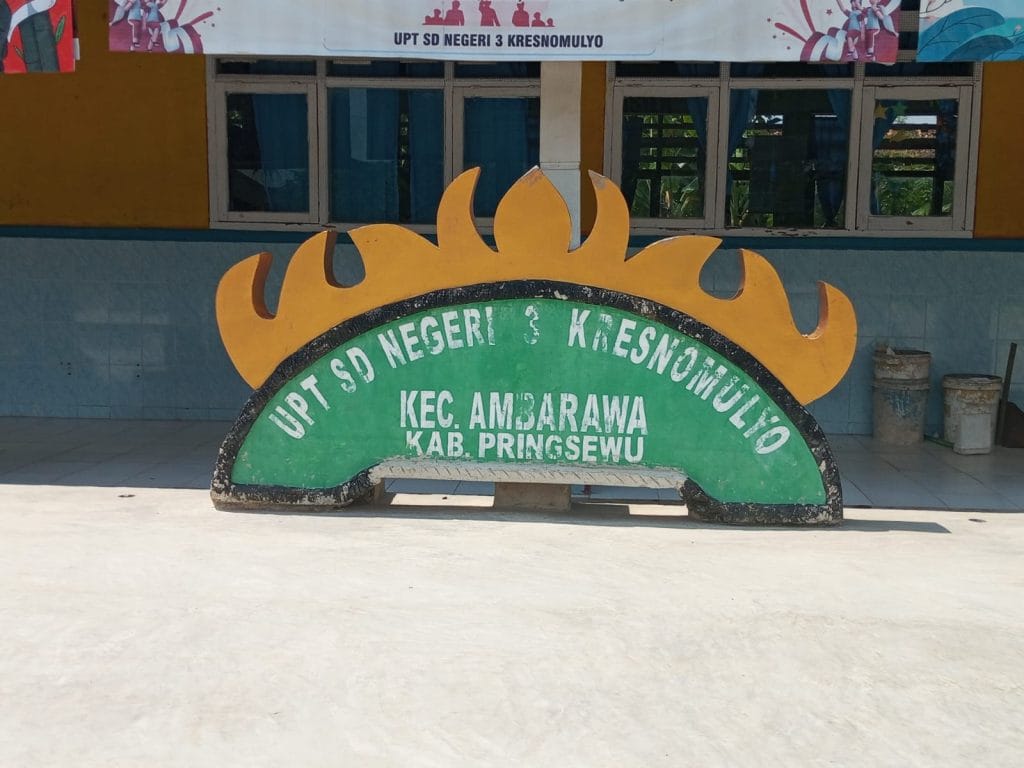 UPT SD NEGERI 3 KRESNOMULYO
UPT SD NEGERI 3 KRESNOMULYO
KEC. AMBARAWA
KAB. PRINGSEWU